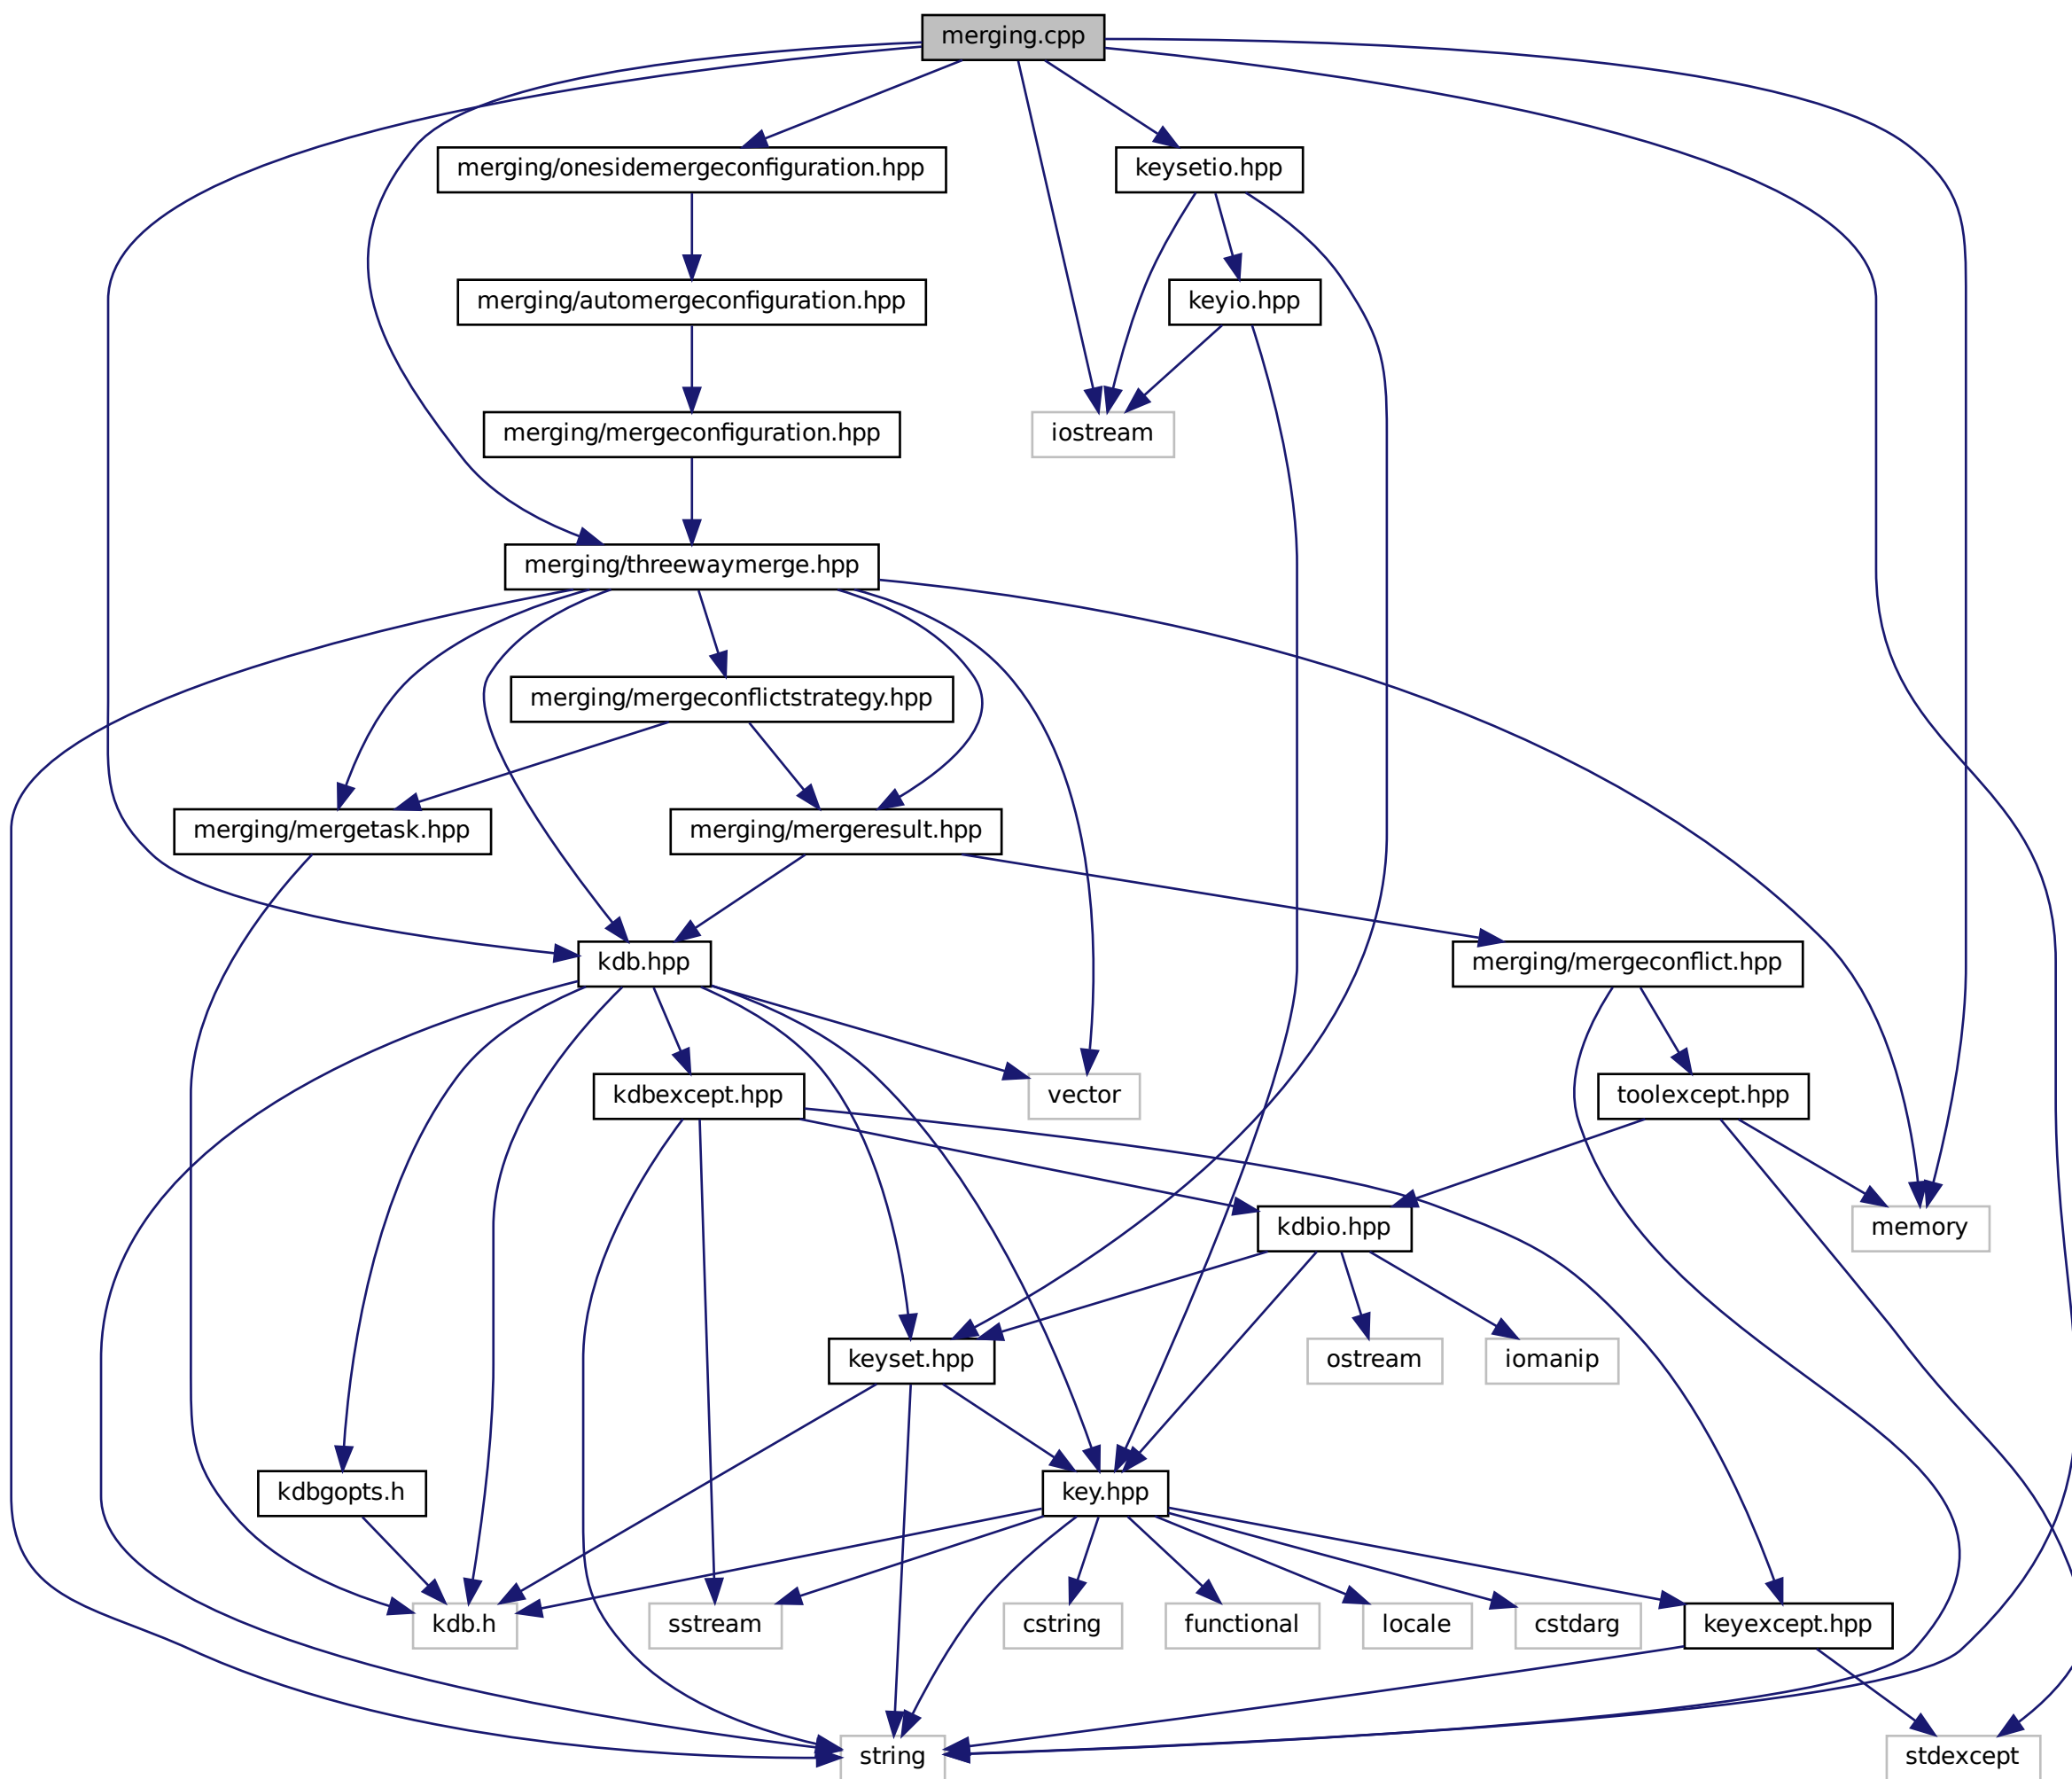 merging.cpp
merging/onesidemergeconfiguration.hpp
keysetio.hpp
merging/automergeconfiguration.hpp
keyio.hpp
merging/mergeconfiguration.hpp
iostream
merging/threewaymerge.hpp
merging/mergeconflictstrategy.hpp
merging/mergetask.hpp
merging/mergeresult.hpp
kdb.hpp
merging/mergeconflict.hpp
kdbexcept.hpp
vector
toolexcept.hpp
kdbio.hpp
memory
keyset.hpp
ostream
iomanip
kdbgopts.h
key.hpp
kdb.h
sstream
cstring
functional
locale
cstdarg
keyexcept.hpp
string
stdexcept